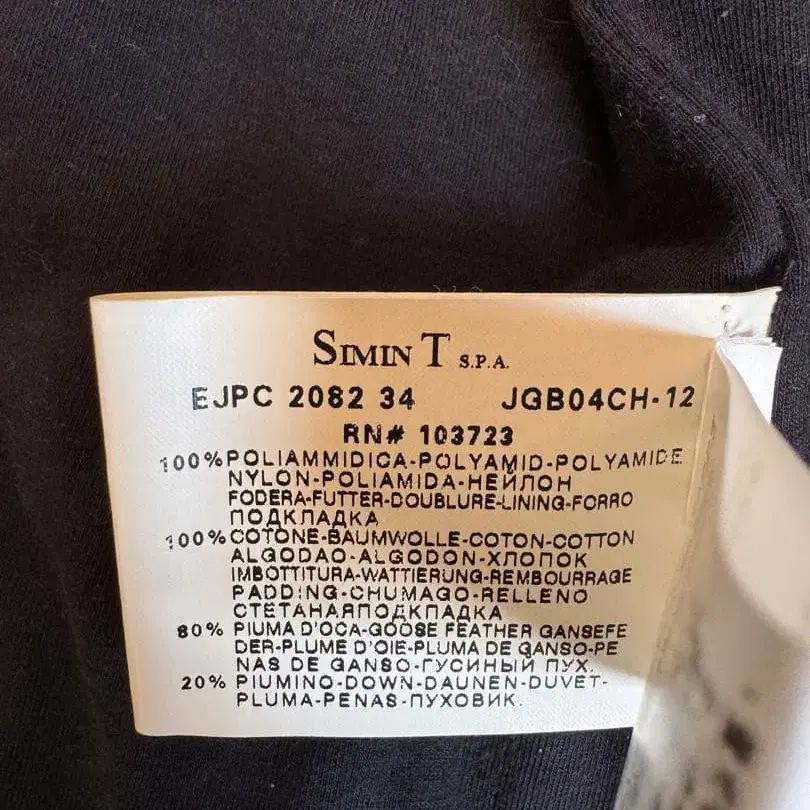 SIMIN T S.P.A.
EJPC 2082 34 JGB04CH-12
RN# 103723
100%POLIAMMIDICA-POLYAMID-POLYAMIDE
NYLON-POLIAMIDA-НЕЙЛОН
FODERA-FUTTER-DOUBLURE-LINING-FORRO
ПОДКЛАДКА
100%COTONE-BAUMWOLLE-COTON-COTTON
ALGODAO-ALGODON-ХЛОПОК
IMBOTTITURA-WATTIERUNG-REMBOURRAGE
PADDING-CHUMAGO-RELLENO
СТЕТАНАЯПОДКЛАДКА
80% PIUMA D'OCA-GOOSE FEATHER GANSEFE
DER-PLUME D'OIE-PLUMA DE GANSO-PE
NAS DE GANSO-ГУСИНЫЙ ПУХ.
20% PIUMINO-DOWN-DAUNEN-DUVET-
PLUMA-PENAS-ПУХОВИК.